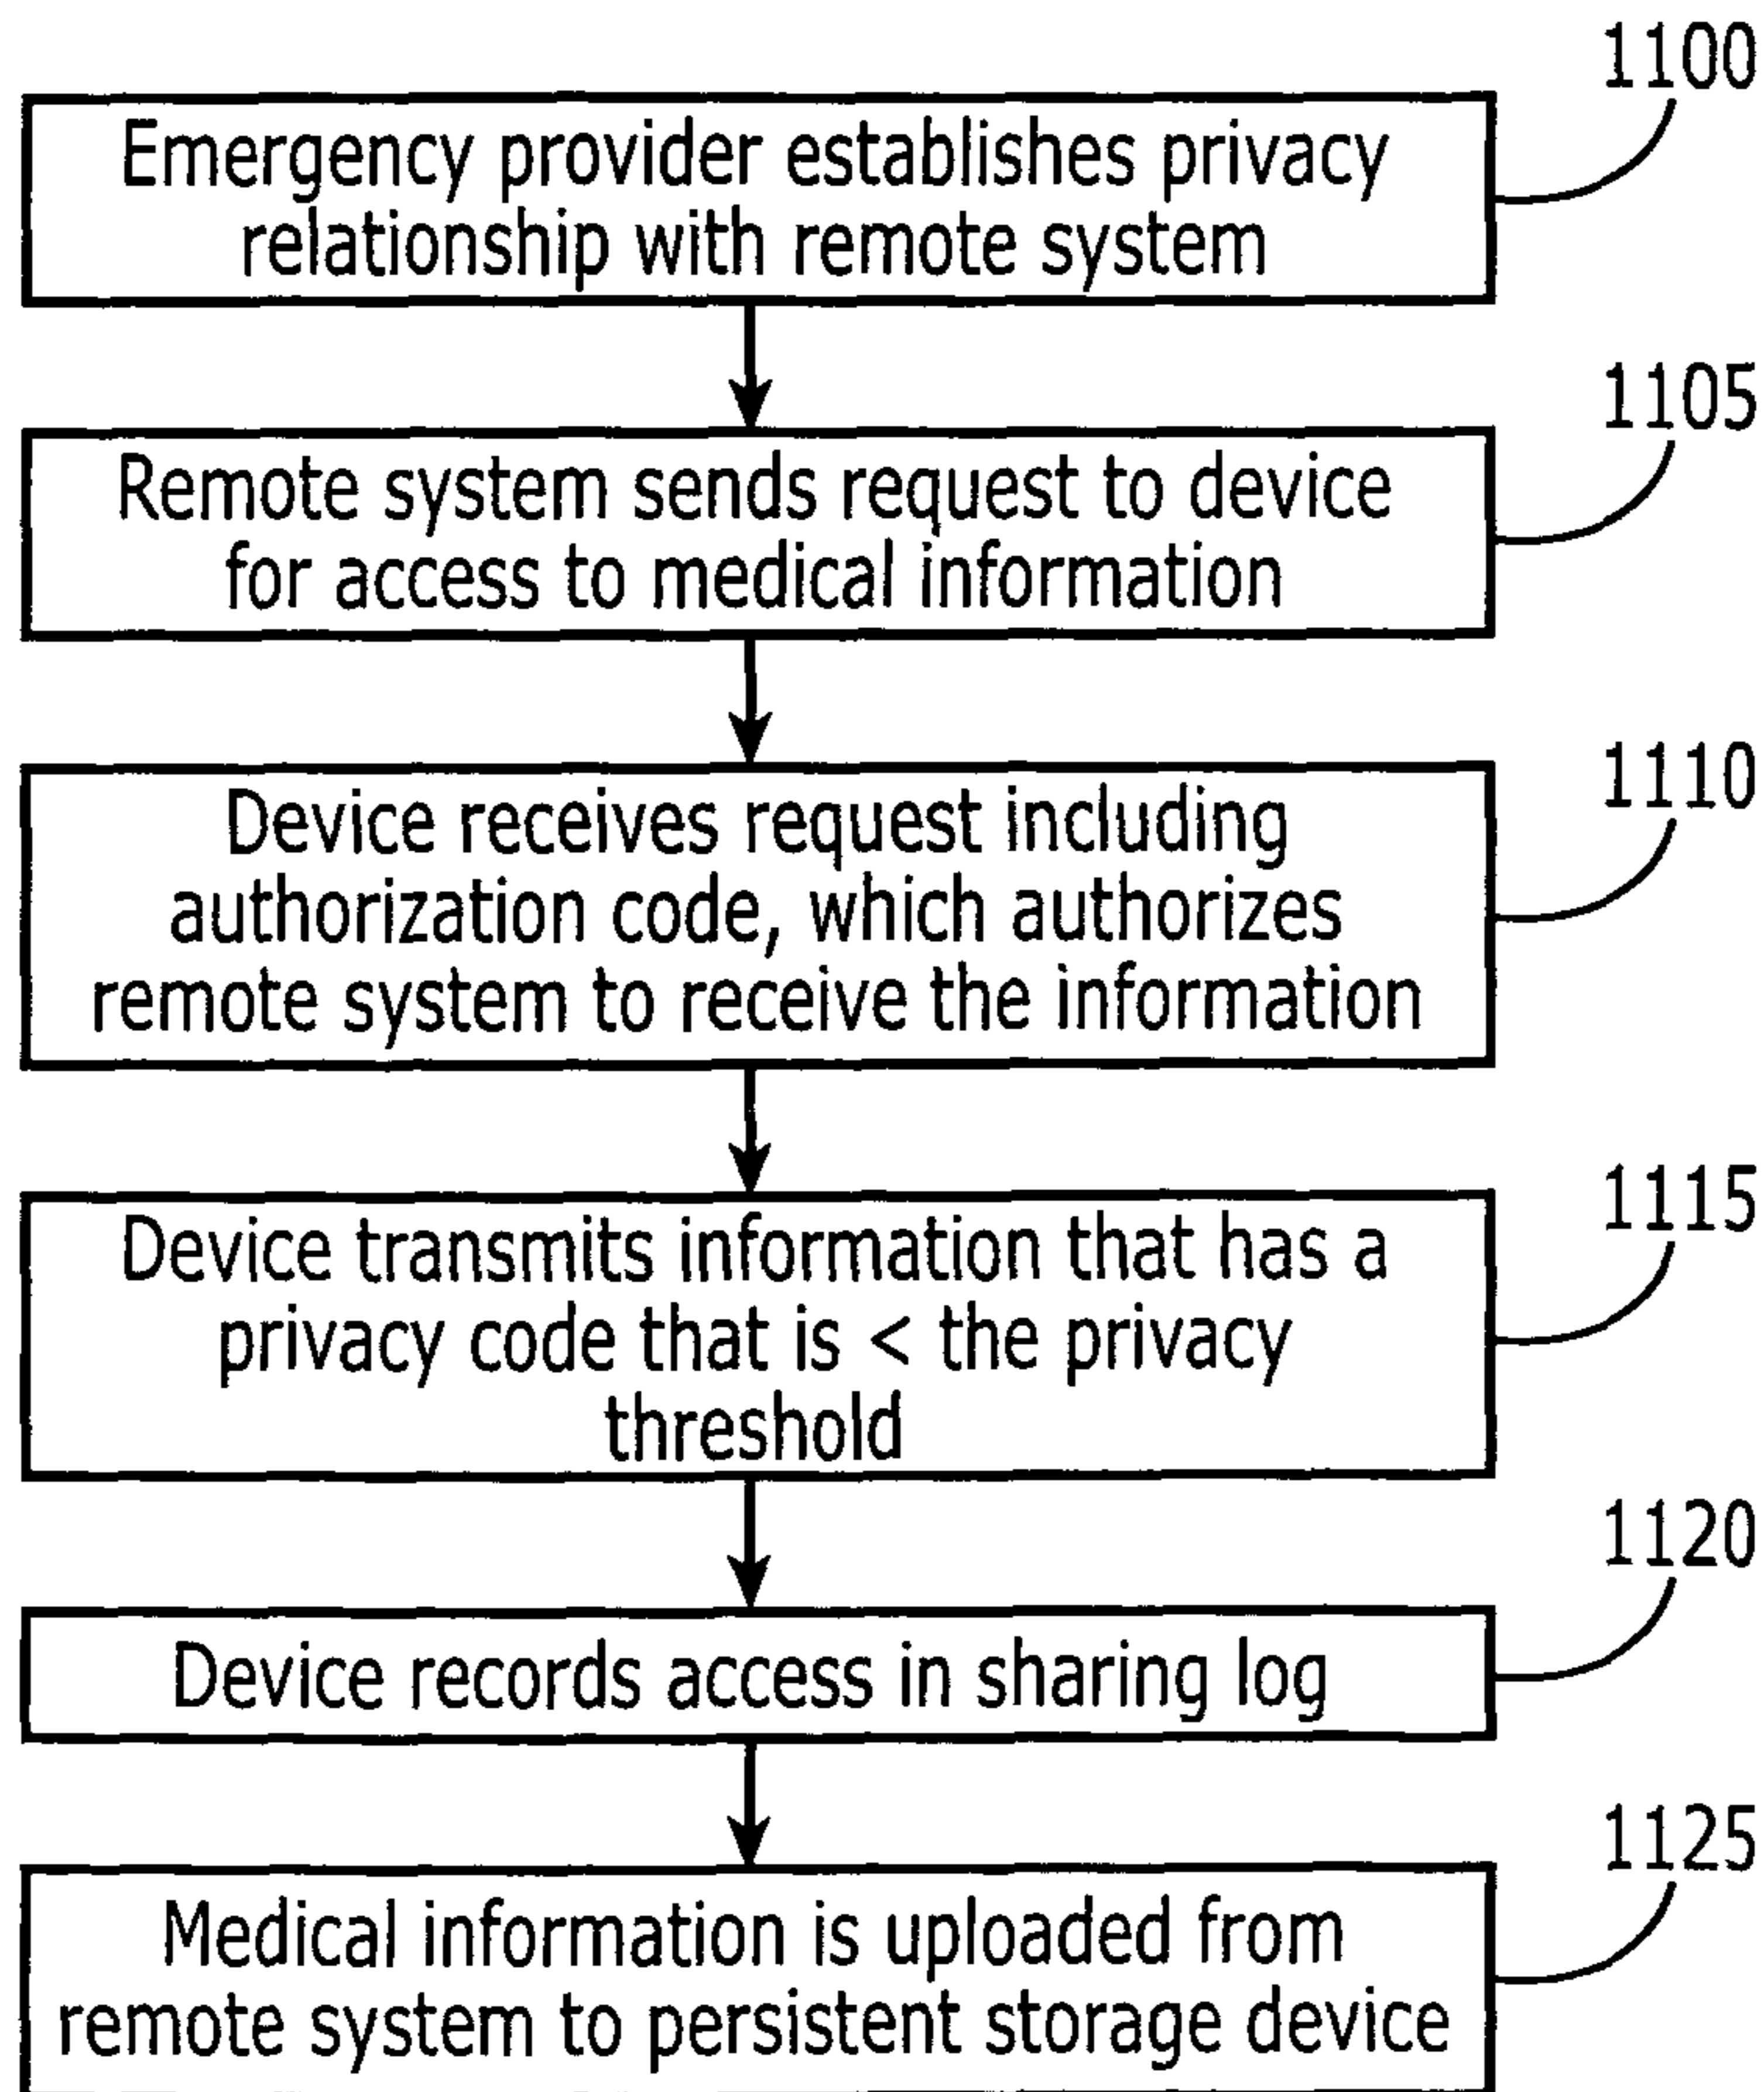 1100
Emergency provider establishes privacy
relationship with remote system
1105
Remote system sends request to device
for access to medical information
1110
Device receives request including
authorization code, which authorizes
remote system to receive the information
1115
Device transmits information that has a
privacy code that is < the privacy
threshold
1120
Device records access in sharing log
1125
Medical information is uploaded from
remote system to persistent storage device